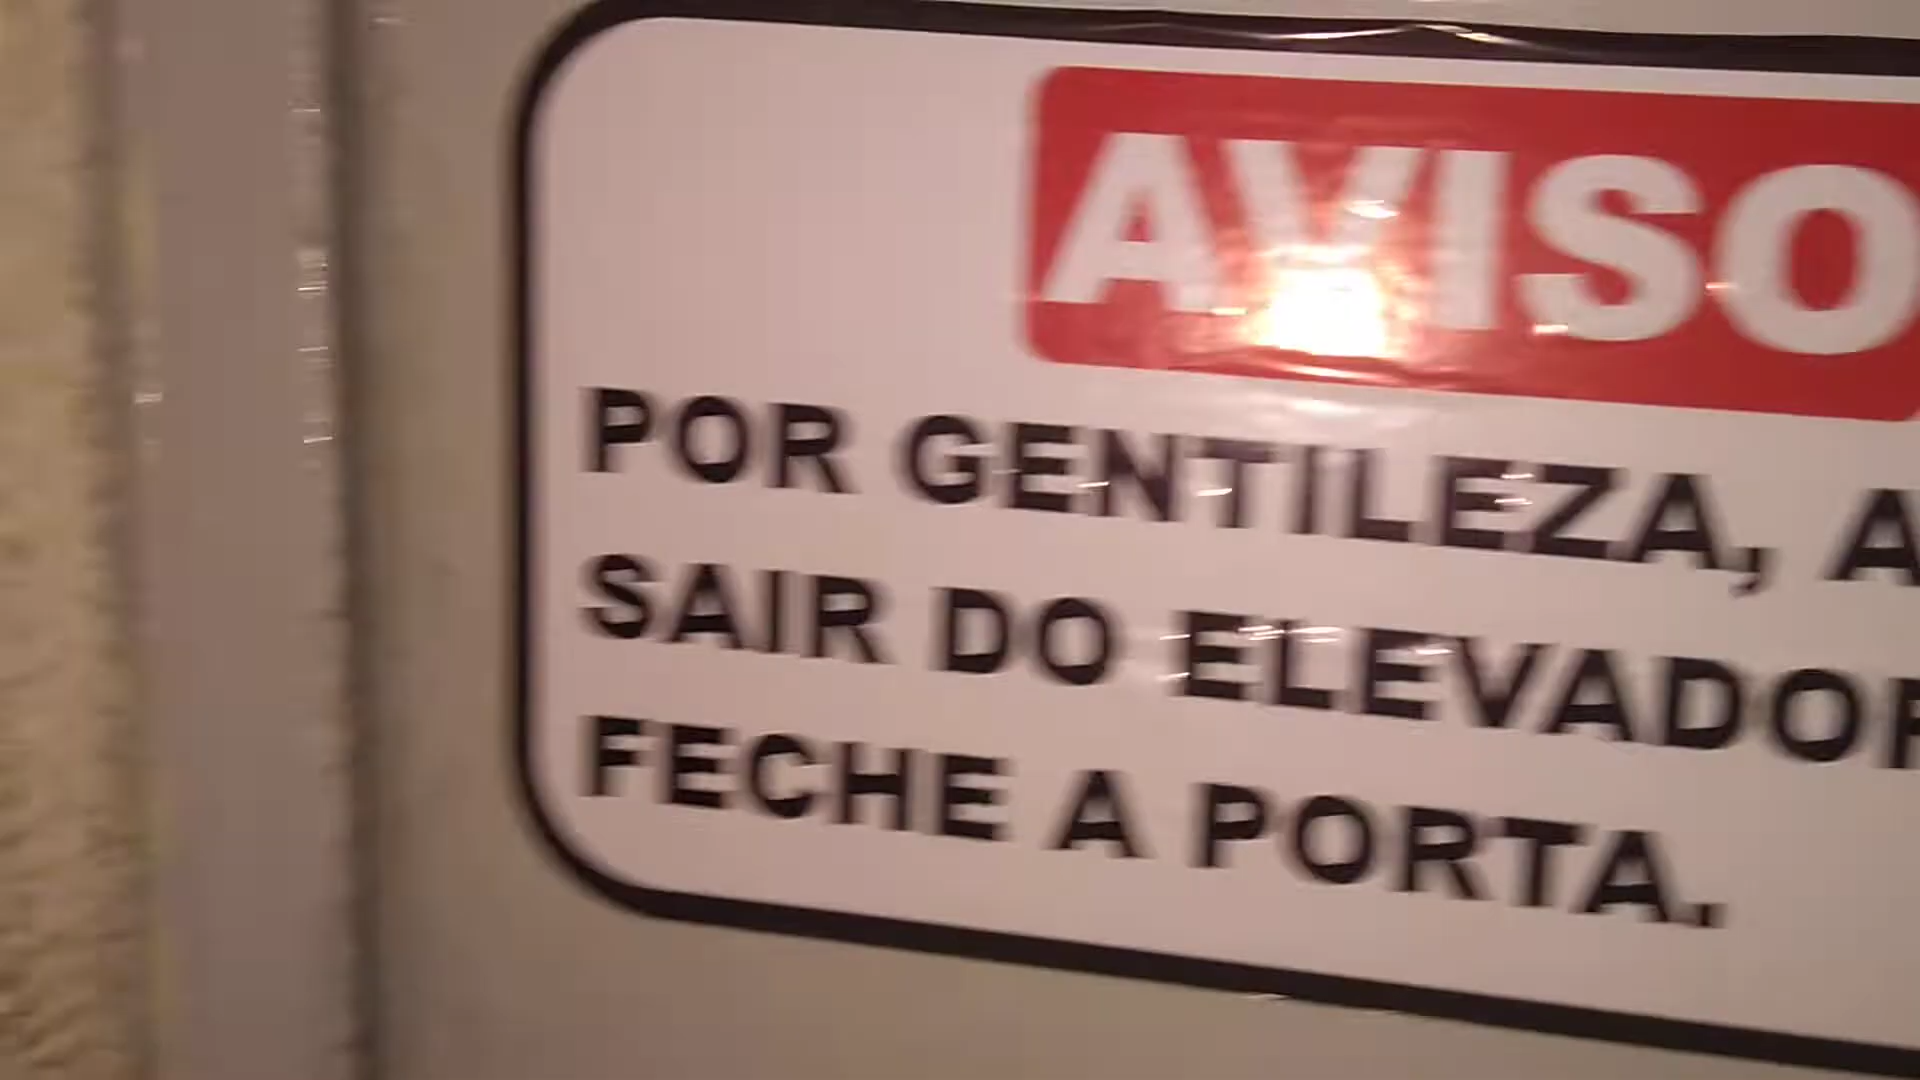 AVISO
POR GENTILEZA, A
SAIR DO ELEVADOR
FECHE A PORTA.